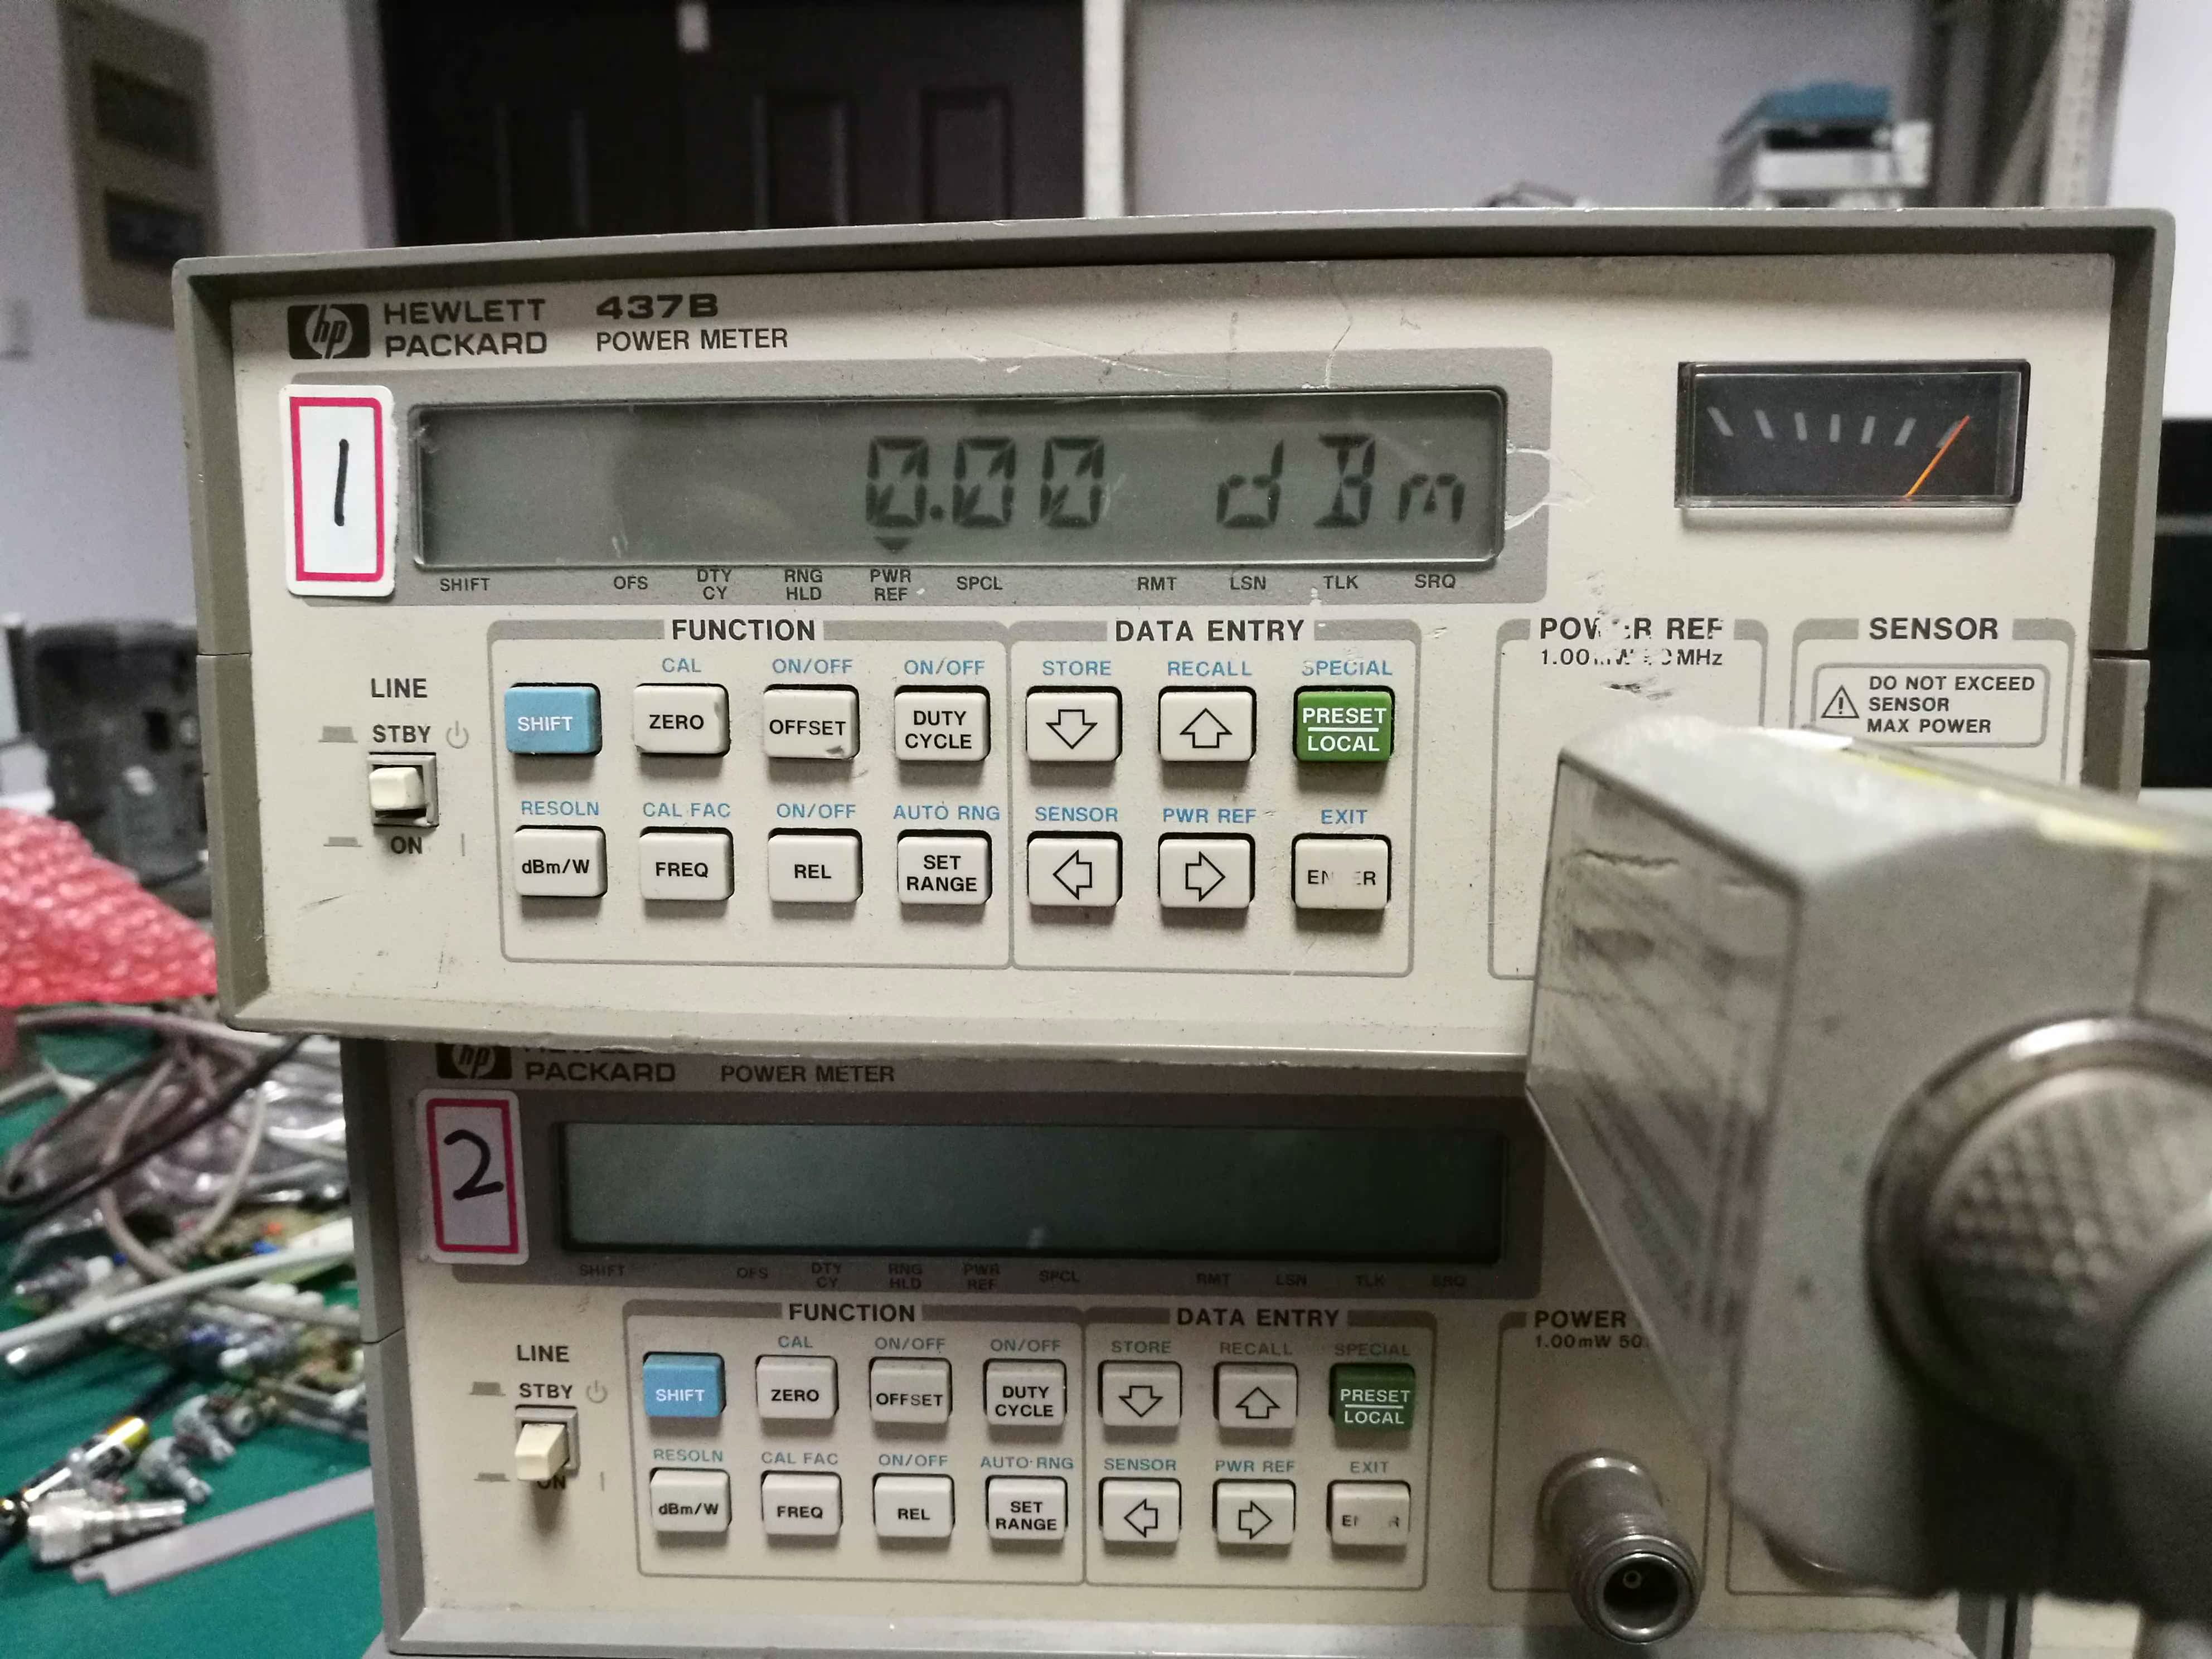 hp HEWLETT PACKARD 437B
POWER METER
1
0.00 dBm
SHIFT OFS DTY CY RNG HLD PWR REF SPCL RMT LSN TLK SRQ
FUNCTION DATA ENTRY REF SENSOR
LINE
STBY
ON
CAL ON/OFF ON/OFF STORE RECALL SPECIAL
SHIFT ZERO OFFSET DUTY CYCLE PRESET LOCAL
RESOLN CAL FAC ON/OFF AUTO RNG SENSOR PWR REF EXIT
dBm/W FREQ REL SET RANGE
DO NOT EXCEED
SENSOR
MAX POWER
hp PACKARD POWER METER
2
SHIFT OFS DTY CY RNG HLD PWR REF SPCL RMT LSN TLK SRQ
FUNCTION DATA ENTRY POWER
1.00mW
LINE
STBY
ON
CAL ON/OFF ON/OFF STORE RECALL SPECIAL
SHIFT ZERO OFFSET DUTY CYCLE PRESET LOCAL
RESOLN CAL FAC ON/OFF AUTO RNG SENSOR PWR REF EXIT
dBm/W FREQ REL SET RANGE